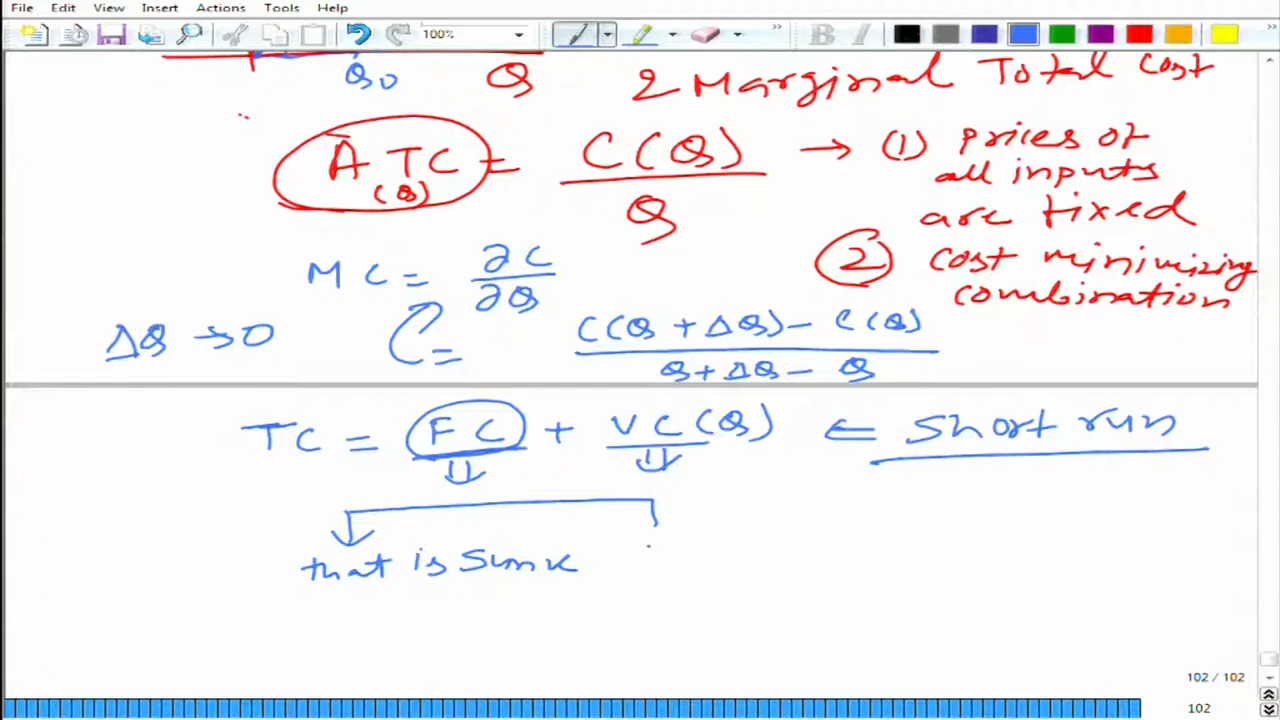 File Edit View Insert Actions Tools Help
100%
Q0 Q 2 Marginal Total Cost
ATC(Q) = C(Q) / Q → (1) prices of
all inputs
are fixed
MC = ∂C / ∂Q 2 cost minimizing
combination
ΔQ → 0 = C(Q + ΔQ) - C(Q) / Q + ΔQ - Q
TC = FC + VC(Q) ⇐ Short run
that is Sunk
102 / 102
102